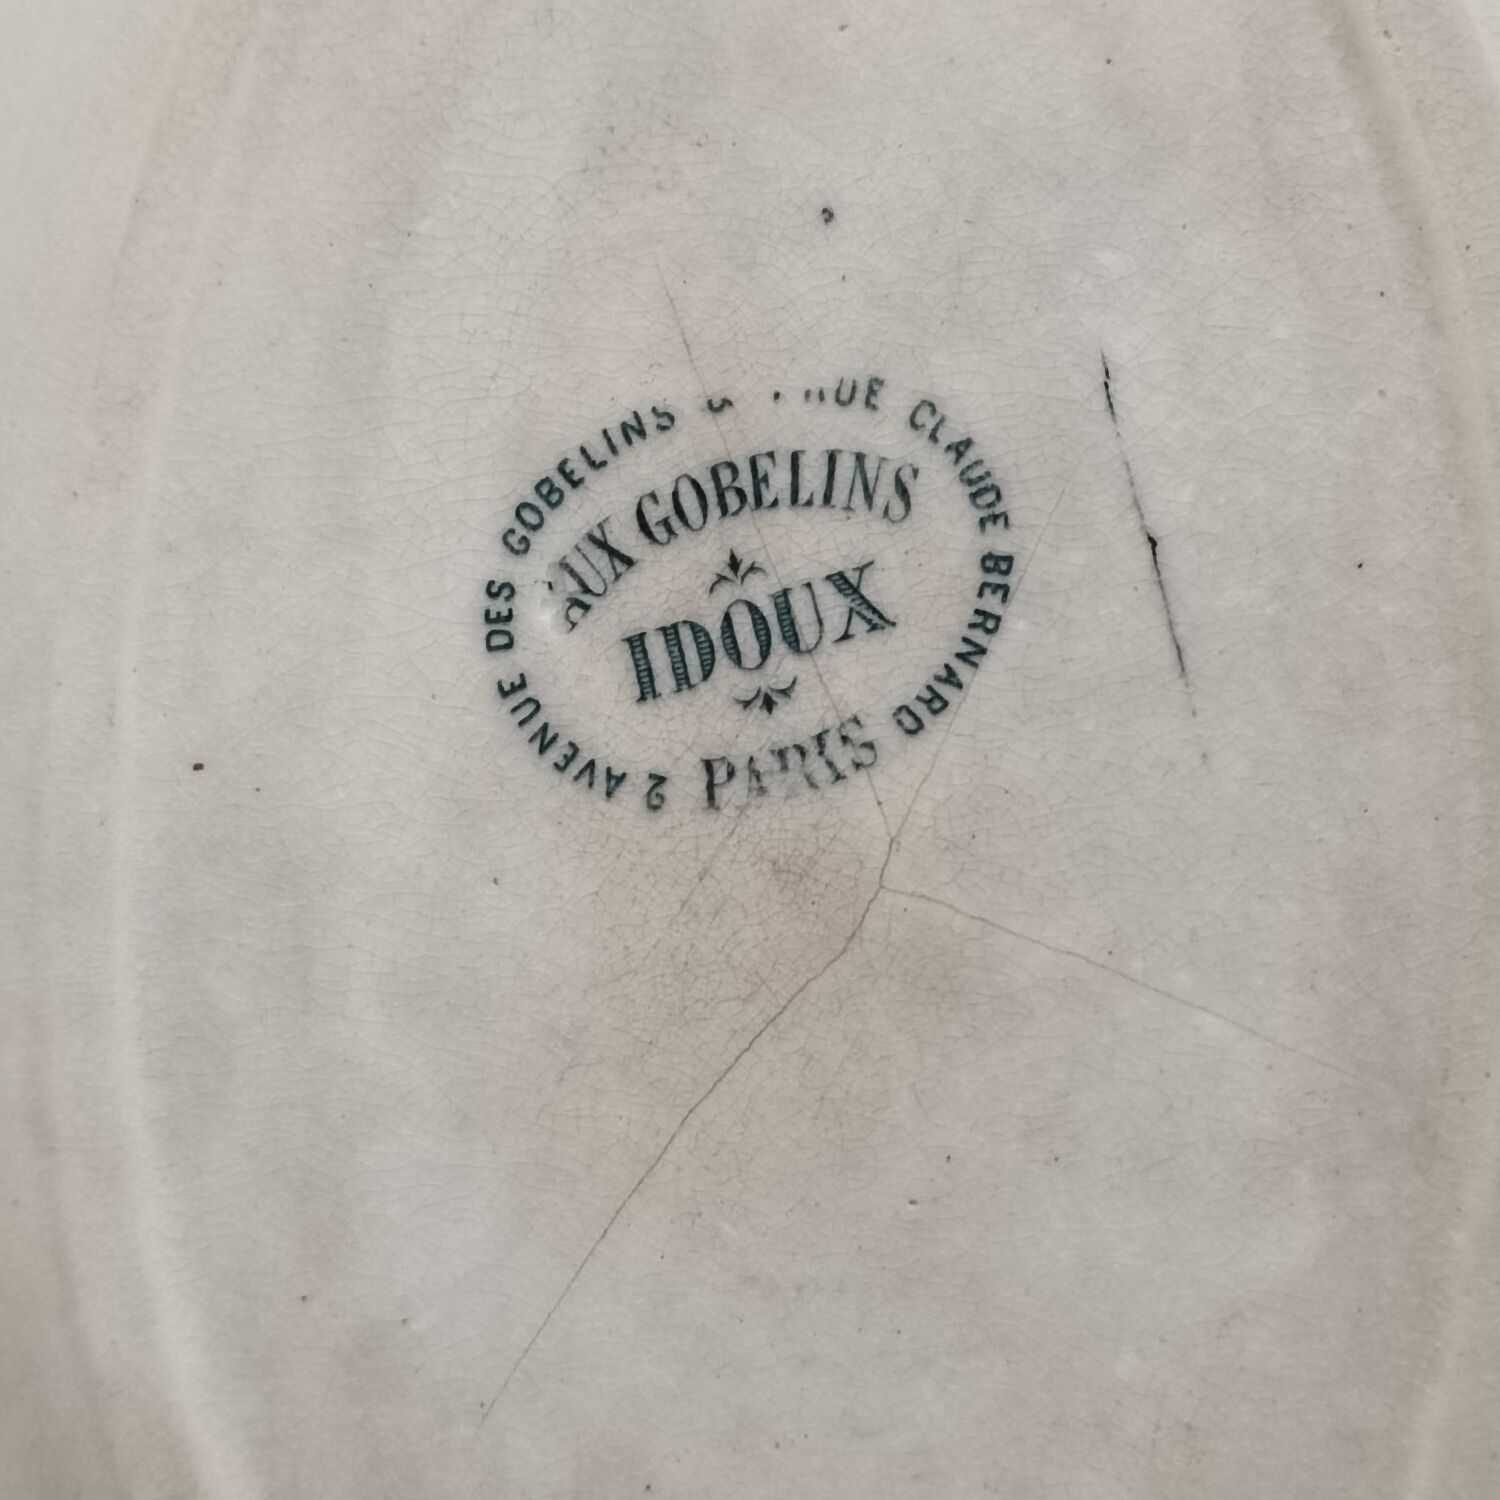 2 AVENUE DES GOBELINS & RUE CLAUDE BERNARD
AUX GOBELINS
IDOUX
PARIS